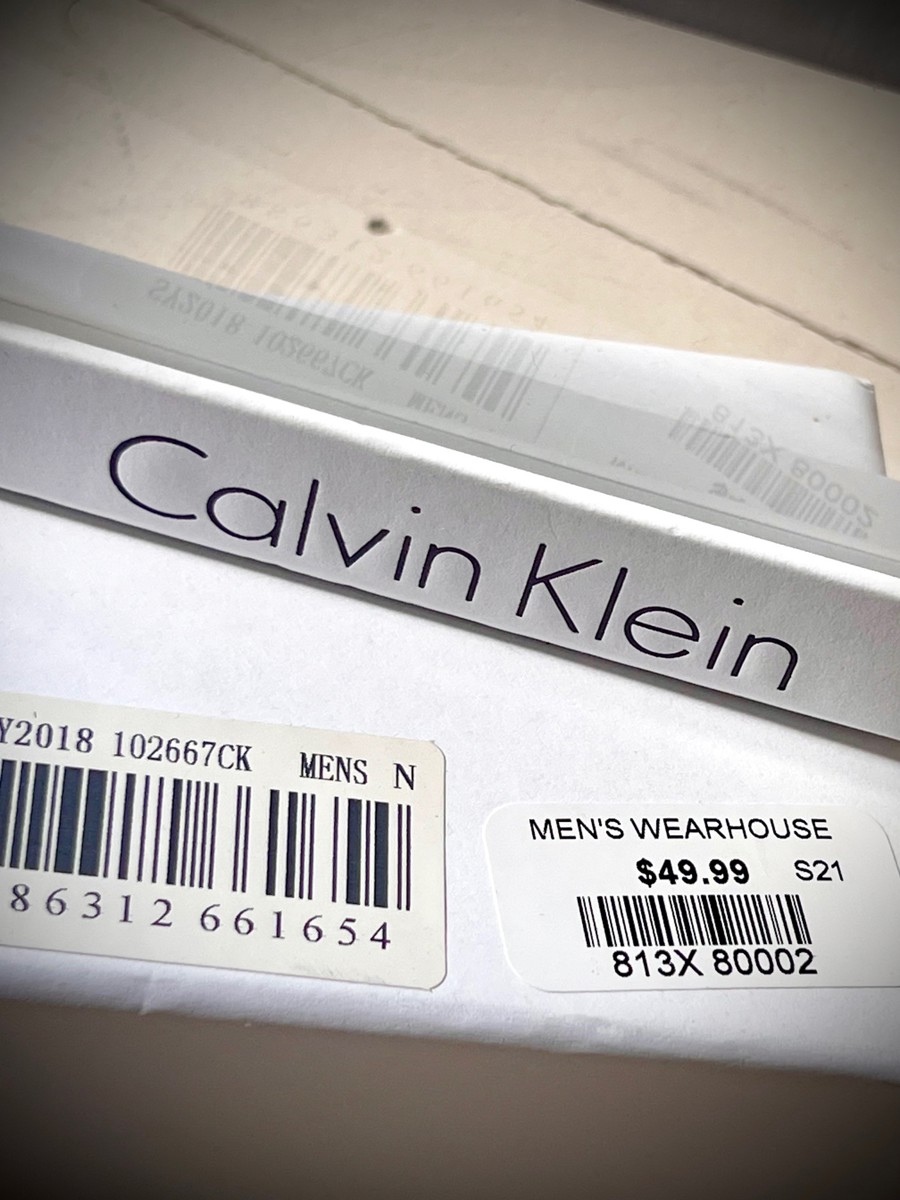 Calvin Klein
Y2018 102667CK MENS N
86312 661654
MEN'S WEARHOUSE
$49.99 S21
813X 80002